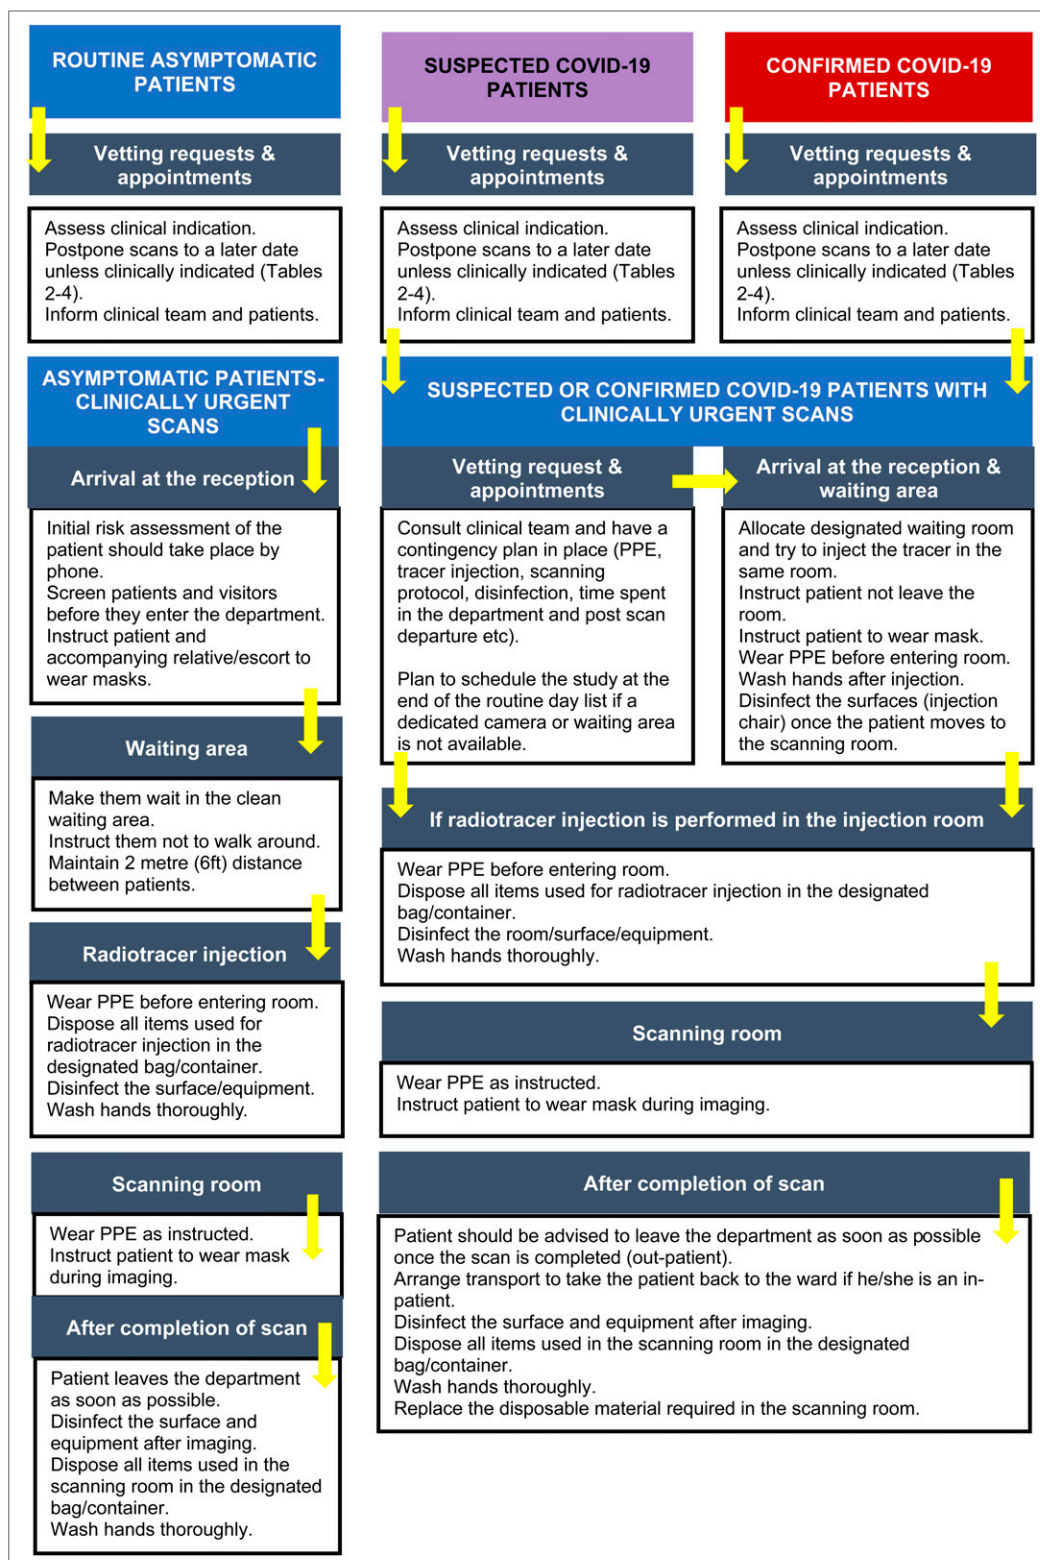 ROUTINE ASYMPTOMATIC
PATIENTS
Vetting requests &
appointments
Assess clinical indication.
Postpone scans to a later date
unless clinically indicated (Tables
2-4).
Inform clinical team and patients.
ASYMPTOMATIC PATIENTS-
CLINICALLY URGENT
SCANS
Arrival at the reception
Initial risk assessment of the
patient should take place by
phone.
Screen patients and visitors
before they enter the department.
Instruct patient and
accompanying relative/escort to
wear masks.
Waiting area
Make them wait in the clean
waiting area.
Instruct them not to walk around.
Maintain 2 metre (6ft) distance
between patients.
Radiotracer injection
Wear PPE before entering room.
Dispose all items used for
radiotracer injection in the
designated bag/container.
Disinfect the surface/equipment.
Wash hands thoroughly.
Scanning room
Wear PPE as instructed.
Instruct patient to wear mask
during imaging.
After completion of scan
Patient leaves the department
as soon as possible.
Disinfect the surface and
equipment after imaging.
Dispose all items used in the
scanning room in the designated
bag/container.
Wash hands thoroughly.
SUSPECTED COVID-19
PATIENTS
Vetting requests &
appointments
Assess clinical indication.
Postpone scans to a later date
unless clinically indicated (Tables
2-4).
Inform clinical team and patients.
CONFIRMED COVID-19
PATIENTS
Vetting requests &
appointments
Assess clinical indication.
Postpone scans to a later date
unless clinically indicated (Tables
2-4).
Inform clinical team and patients.
SUSPECTED OR CONFIRMED COVID-19 PATIENTS WITH
CLINICALLY URGENT SCANS
Vetting request &
appointments
Consult clinical team and have a
contingency plan in place (PPE,
tracer injection, scanning
protocol, disinfection, time spent
in the department and post scan
departure etc).
Plan to schedule the study at the
end of the routine day list if a
dedicated camera or waiting area
is not available.
Arrival at the reception &
waiting area
Allocate designated waiting room
and try to inject the tracer in the
same room.
Instruct patient not leave the
room.
Instruct patient to wear mask.
Wear PPE before entering room.
Wash hands after injection.
Disinfect the surfaces (injection
chair) once the patient moves to
the scanning room.
If radiotracer injection is performed in the injection room
Wear PPE before entering room.
Dispose all items used for radiotracer injection in the designated
bag/container.
Disinfect the room/surface/equipment.
Wash hands thoroughly.
Scanning room
Wear PPE as instructed.
Instruct patient to wear mask during imaging.
After completion of scan
Patient should be advised to leave the department as soon as possible
once the scan is completed (out-patient).
Arrange transport to take the patient back to the ward if he/she is an in-
patient.
Disinfect the surface and equipment after imaging.
Dispose all items used in the scanning room in the designated
bag/container.
Wash hands thoroughly.
Replace the disposable material required in the scanning room.